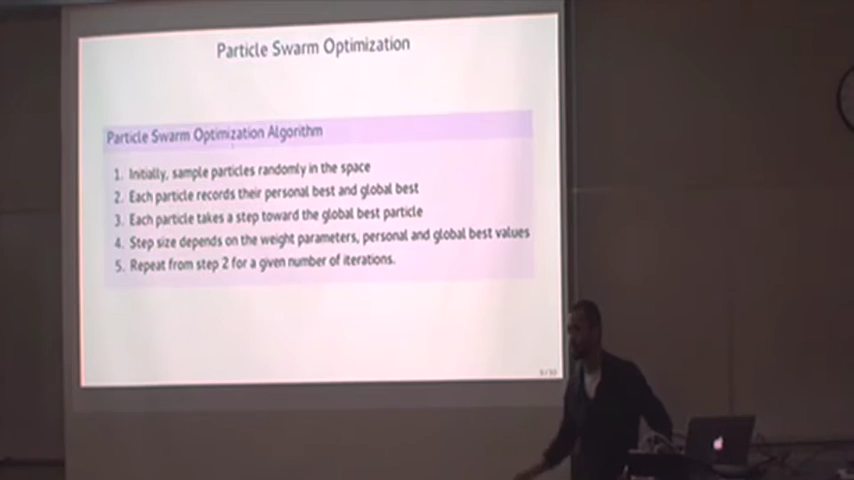 Particle Swarm Optimization
Particle Swarm Optimization Algorithm
1. Initially, sample particles randomly in the space
2. Each particle records their personal best and global best
3. Each particle takes a step toward the global best particle
4. Step size depends on the weight parameters, personal and global best values
5. Repeat from step 2 for a given number of iterations.